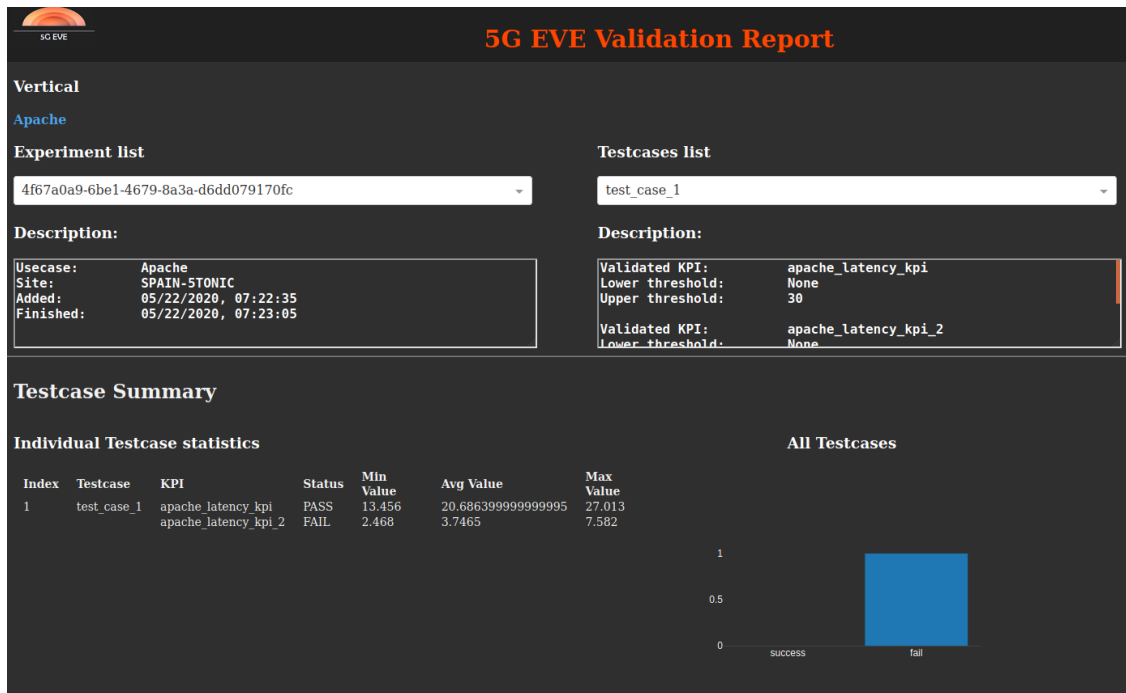 5G EVE
5G EVE Validation Report
Vertical
Apache
Experiment list
4f67a0a9-6be1-4679-8a3a-d6dd079170fc
Description:
Usecase: Apache
Site: SPAIN-5TONIC
Added: 05/22/2020, 07:22:35
Finished: 05/22/2020, 07:23:05
Testcases list
test_case_1
Description:
Validated KPI: apache_latency_kpi
Lower threshold: None
Upper threshold: 30
Validated KPI: apache_latency_kpi_2
Lower threshold: None
Testcase Summary
Individual Testcase statistics
Index Testcase KPI Status Min Value Avg Value Max Value
1 test_case_1 apache_latency_kpi PASS 13.456 20.686399999999995 27.013
apache_latency_kpi_2 FAIL 2.468 3.7465 7.582
All Testcases
1
0.5
0
success fail